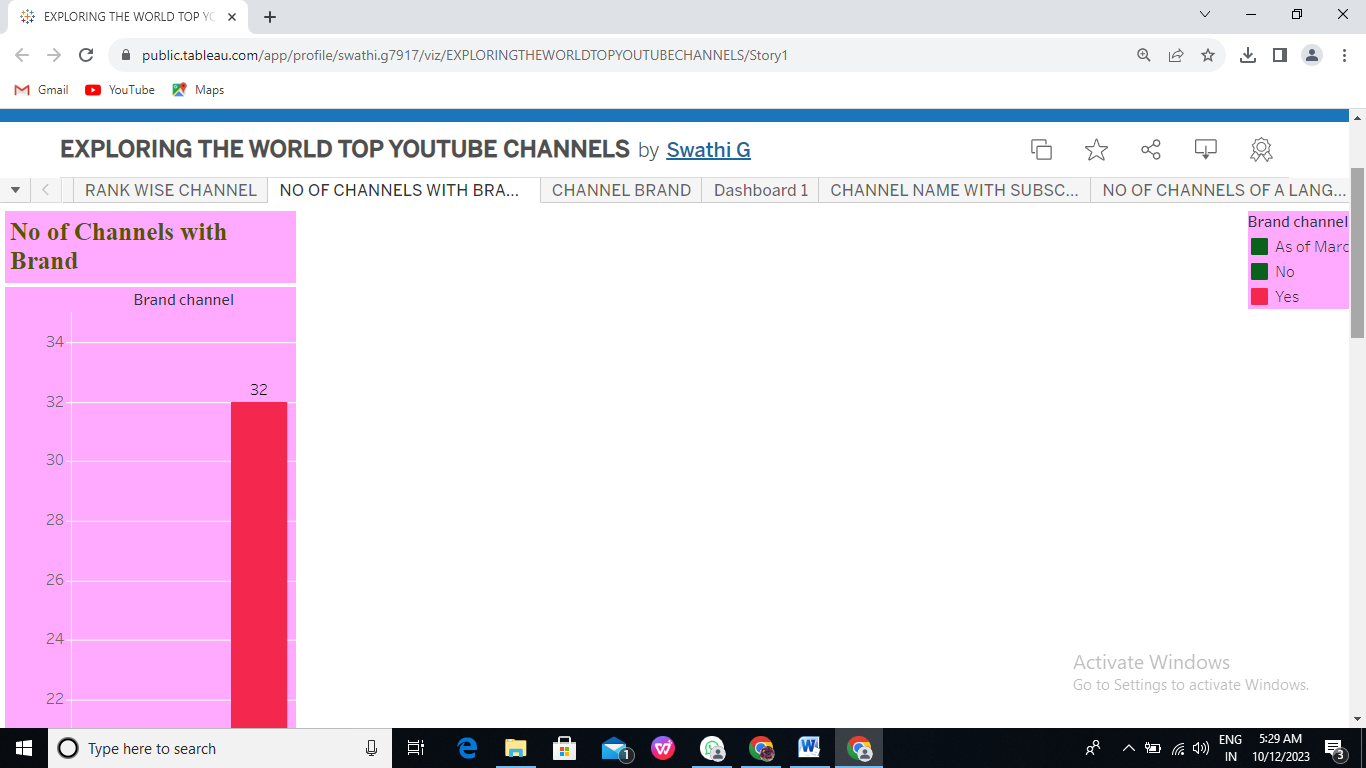 EXPLORING THE WORLD TOP YO
public.tableau.com/app/profile/swathi.g7917/viz/EXPLORINGTHEWORLDTOPYOUTUBECHANNELS/Story1
Gmail YouTube Maps
EXPLORING THE WORLD TOP YOUTUBE CHANNELS by Swathi G
RANK WISE CHANNEL NO OF CHANNELS WITH BRA... CHANNEL BRAND Dashboard 1 CHANNEL NAME WITH SUBSC... NO OF CHANNELS OF A LANG...
No of Channels with
Brand
Brand channel
34
32
32
30
28
26
24
22
Brand channel
As of Marc
No
Yes
Activate Windows
Go to Settings to activate Windows.
Type here to search
1
W
ENG
IN
5:29 AM
10/12/2023
3